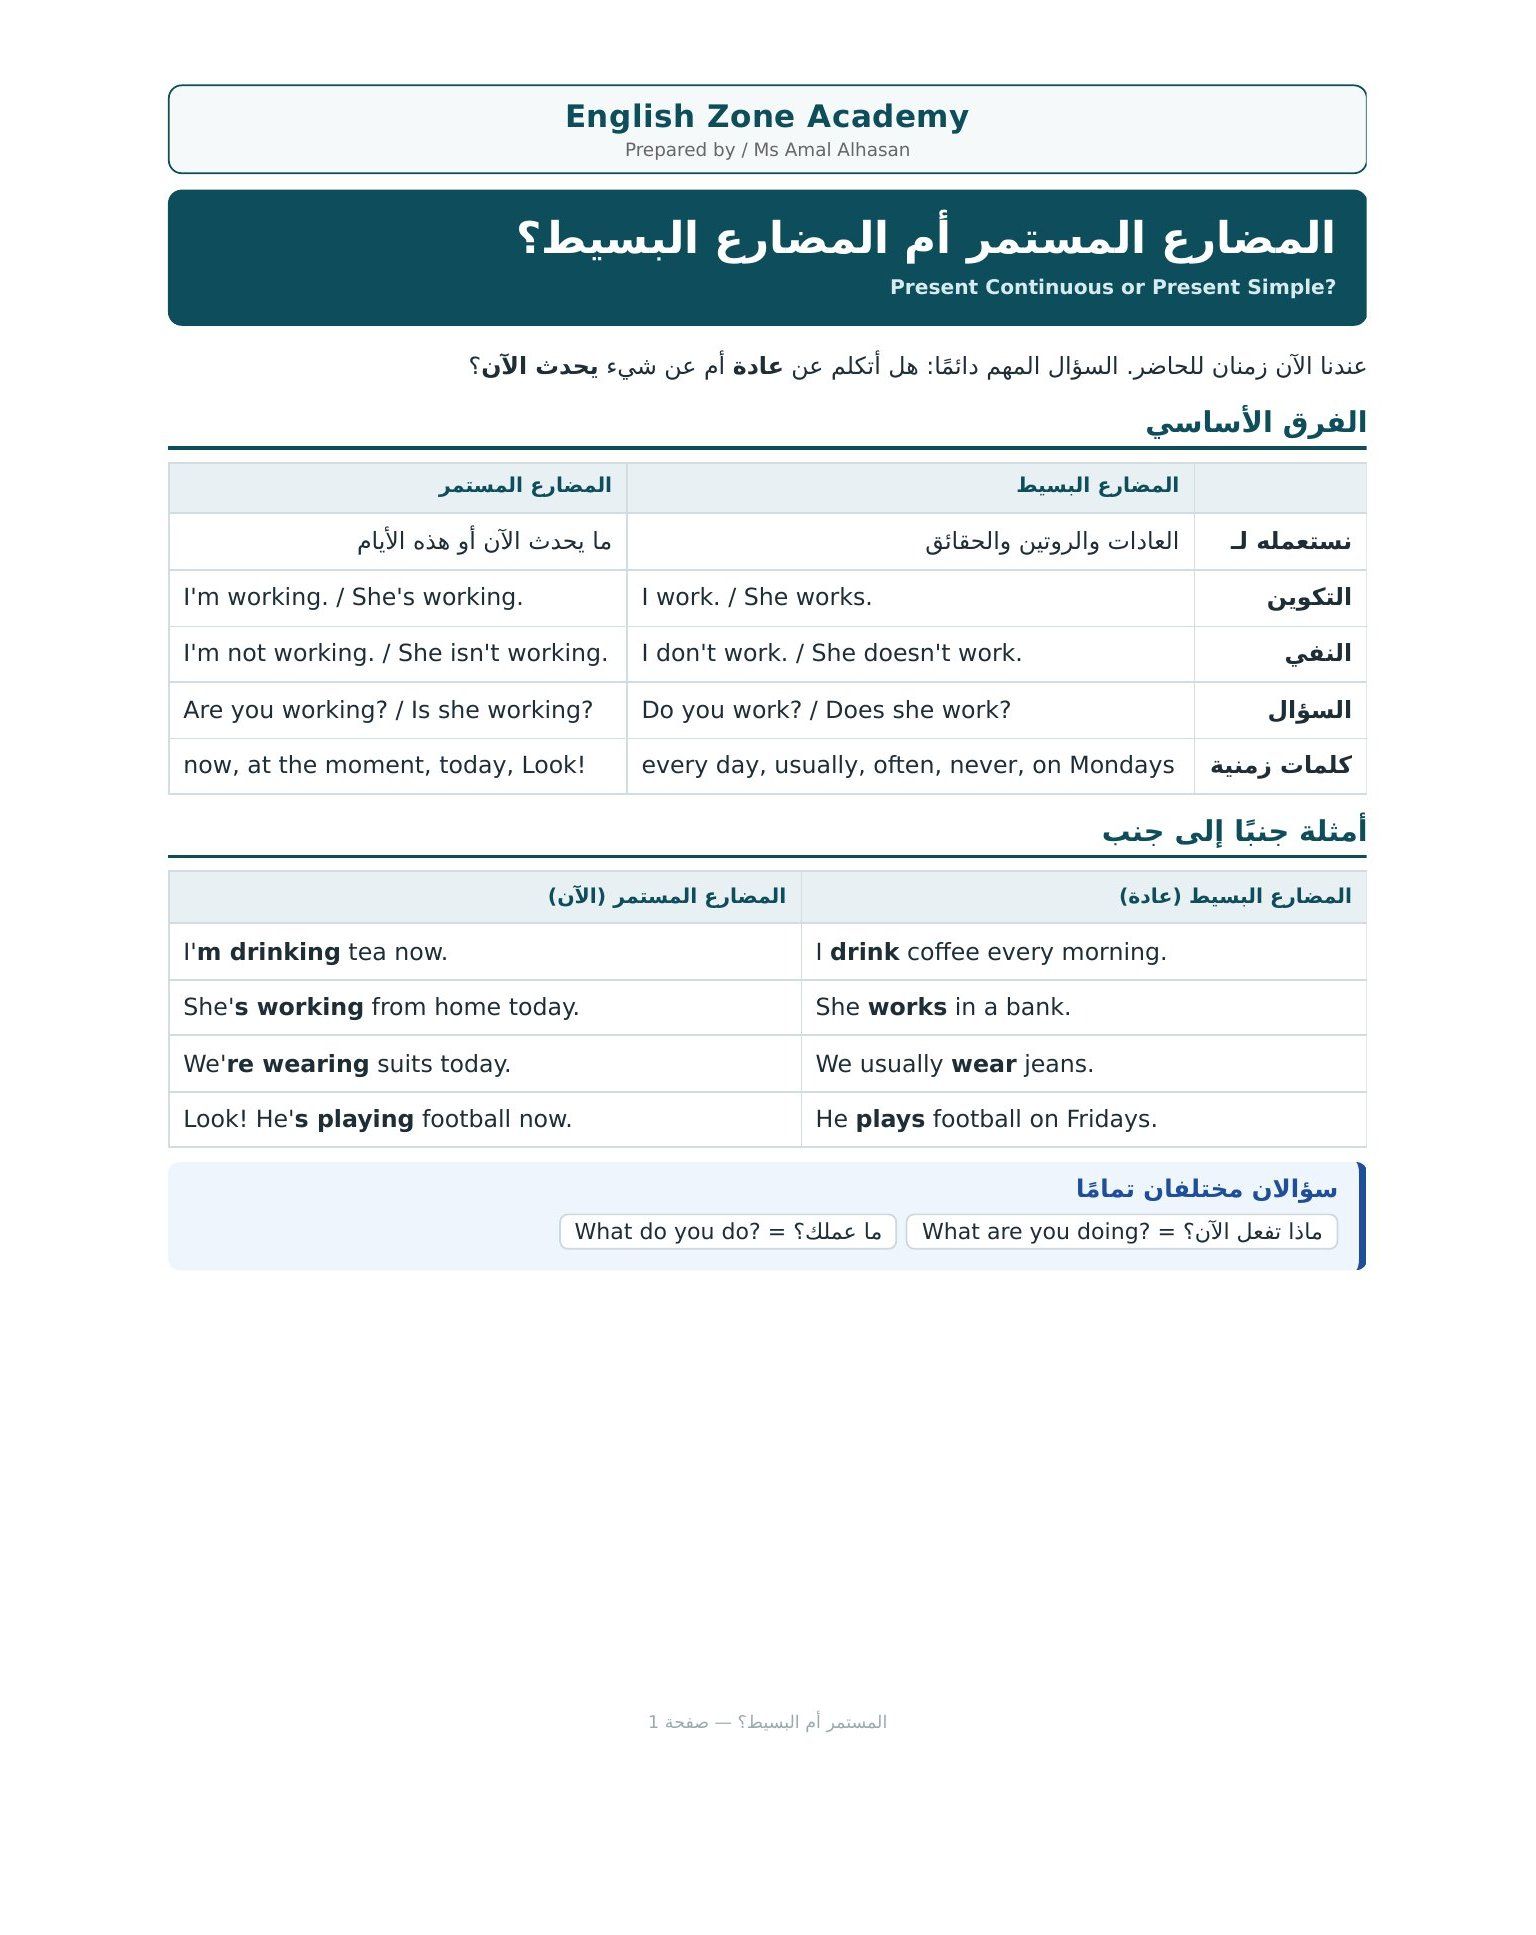 English Zone Academy
Prepared by / Ms Amal Alhasan
المضارع المستمر أم المضارع البسيط؟
Present Continuous or Present Simple?
عندنا الآن زمنان للحاضر. السؤال المهم دائمًا: هل أتكلم عن عادة أم عن شيء يحدث الآن؟
الفرق الأساسي
المضارع البسيط المضارع المستمر
نستعمله لـ العادات والروتين والحقائق ما يحدث الآن أو هذه الأيام
التكوين I work. / She works. I'm working. / She's working.
النفي I don't work. / She doesn't work. I'm not working. / She isn't working.
السؤال Do you work? / Does she work? Are you working? / Is she working?
كلمات زمنية every day, usually, often, never, on Mondays now, at the moment, today, Look!
أمثلة جنبًا إلى جنب
المضارع البسيط (عادة) المضارع المستمر (الآن)
I drink coffee every morning. I'm drinking tea now.
She works in a bank. She's working from home today.
We usually wear jeans. We're wearing suits today.
He plays football on Fridays. Look! He's playing football now.
سؤالان مختلفان تمامًا
What are you doing? = ماذا تفعل الآن؟ What do you do? = ما عملك؟
المستمر أم البسيط؟ — صفحة 1